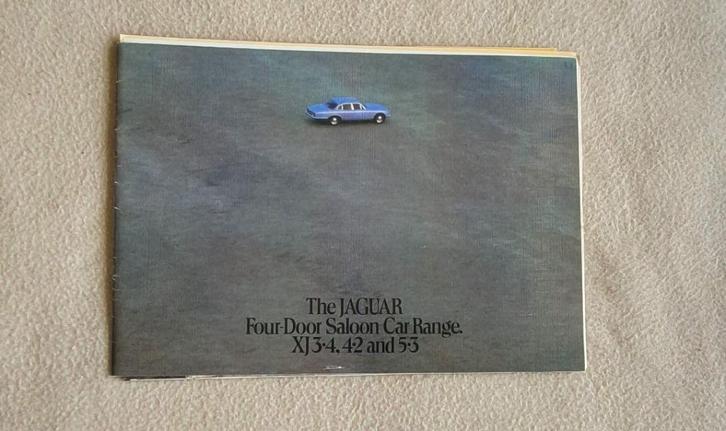 The JAGUAR
Four-Door Saloon Car Range.
XJ 3·4, 4·2 and 5·3